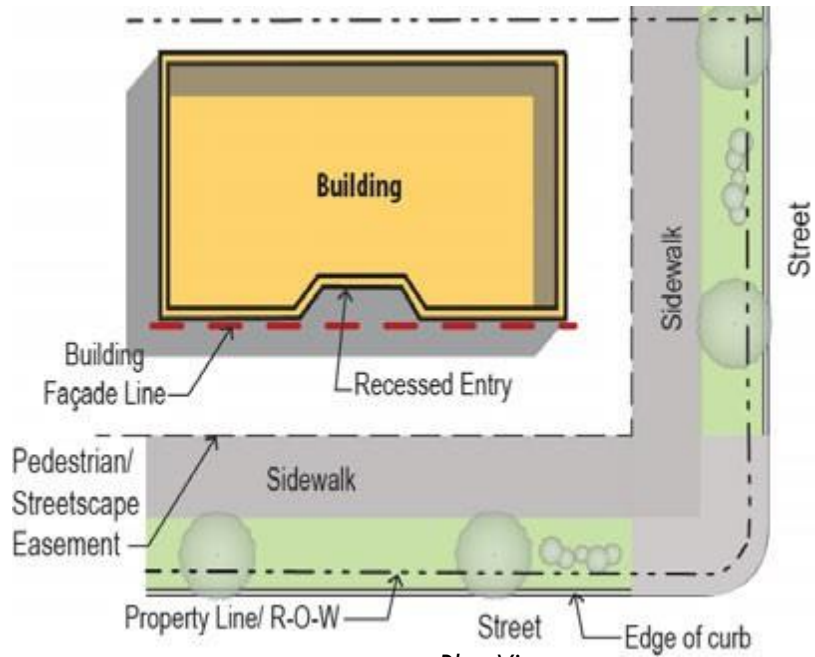 Building
Sidewalk
Street
Building
Façade Line
Recessed Entry
Pedestrian/
Streetscape
Easement
Sidewalk
Property Line/ R-O-W
Street
Edge of curb